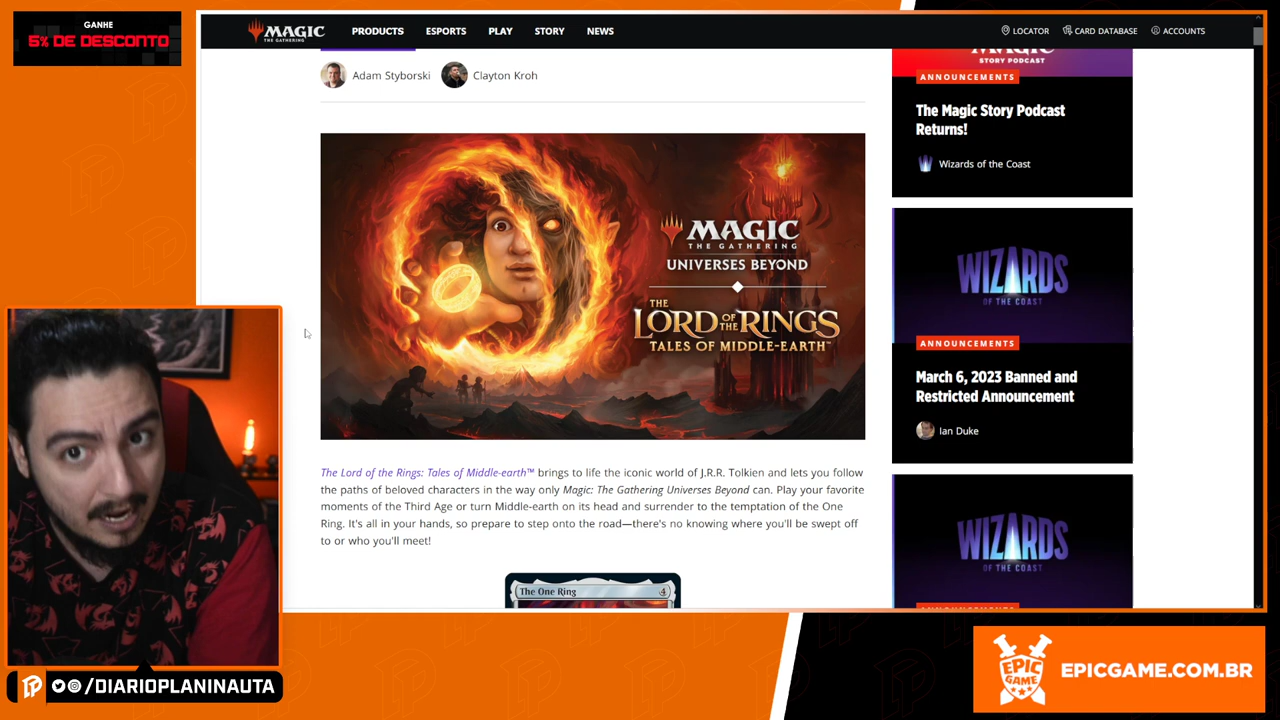 GANHE
5% DE DESCONTO
MAGIC
THE GATHERING
PRODUCTS
ESPORTS
PLAY
STORY
NEWS
LOCATOR
CARD DATABASE
ACCOUNTS
Adam Styborski
Clayton Kroh
MAGIC
THE GATHERING
UNIVERSES BEYOND
THE
LORD OF THE RINGS
TALES OF MIDDLE-EARTH™
The Lord of the Rings: Tales of Middle-earth™ brings to life the iconic world of J.R.R. Tolkien and lets you follow
the paths of beloved characters in the way only Magic: The Gathering Universes Beyond can. Play your favorite
moments of the Third Age or turn Middle-earth on its head and surrender to the temptation of the One
Ring. It's all in your hands, so prepare to step onto the road—there's no knowing where you'll be swept off
to or who you'll meet!
The One Ring 4
MAGIC
STORY PODCAST
ANNOUNCEMENTS
The Magic Story Podcast
Returns!
Wizards of the Coast
WIZARDS
OF THE COAST
ANNOUNCEMENTS
March 6, 2023 Banned and
Restricted Announcement
Ian Duke
WIZARDS
OF THE COAST
ANNOUNCEMENTS
/DIARIOPLANINAUTA
EPIC
GAME
EPICGAME.COM.BR